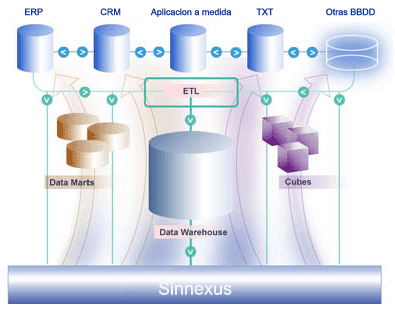 ERP
CRM
Aplicacion a medida
TXT
Otras BBDD
ETL
Data Marts
Cubes
Data Warehouse
Sinnexus